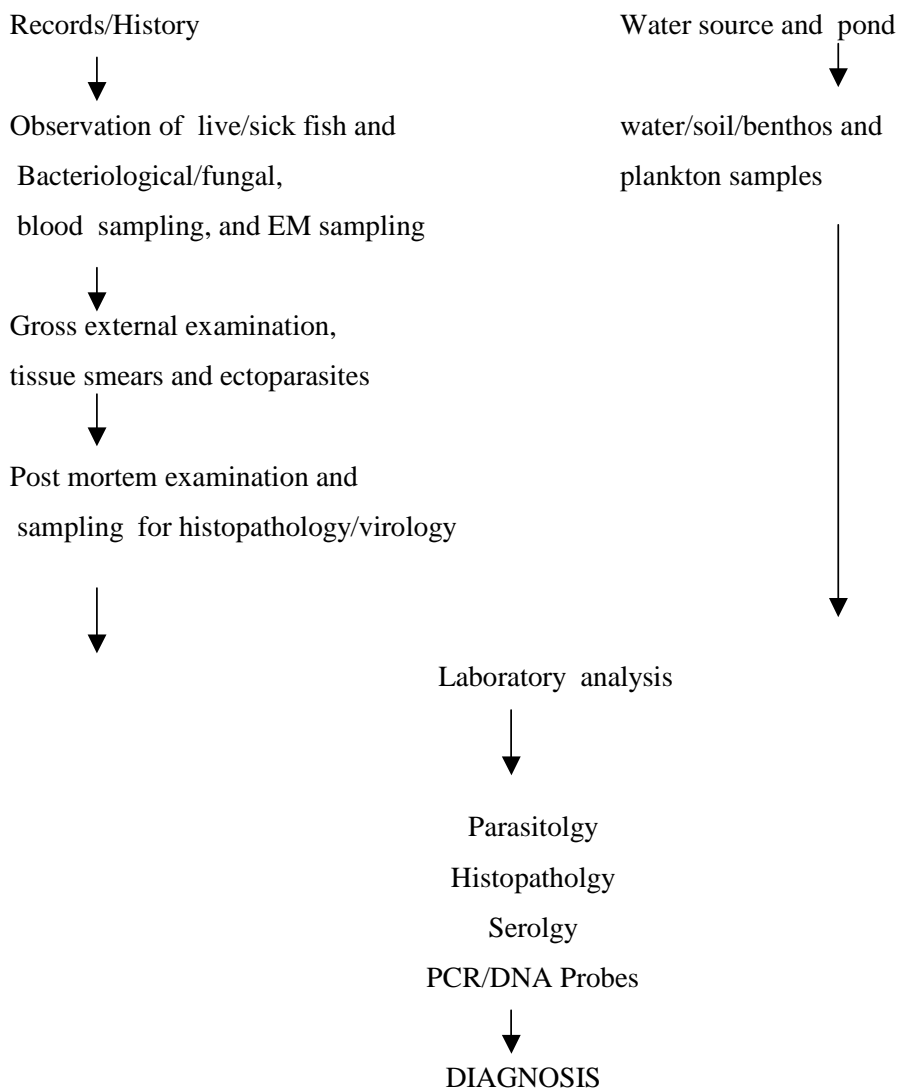 Records/History
Observation of live/sick fish and
Bacteriological/fungal,
blood sampling, and EM sampling
Gross external examination,
tissue smears and ectoparasites
Post mortem examination and
sampling for histopathology/virology
Water source and pond
water/soil/benthos and
plankton samples
Laboratory analysis
Parasitolgy
Histopatholgy
Serolgy
PCR/DNA Probes
DIAGNOSIS